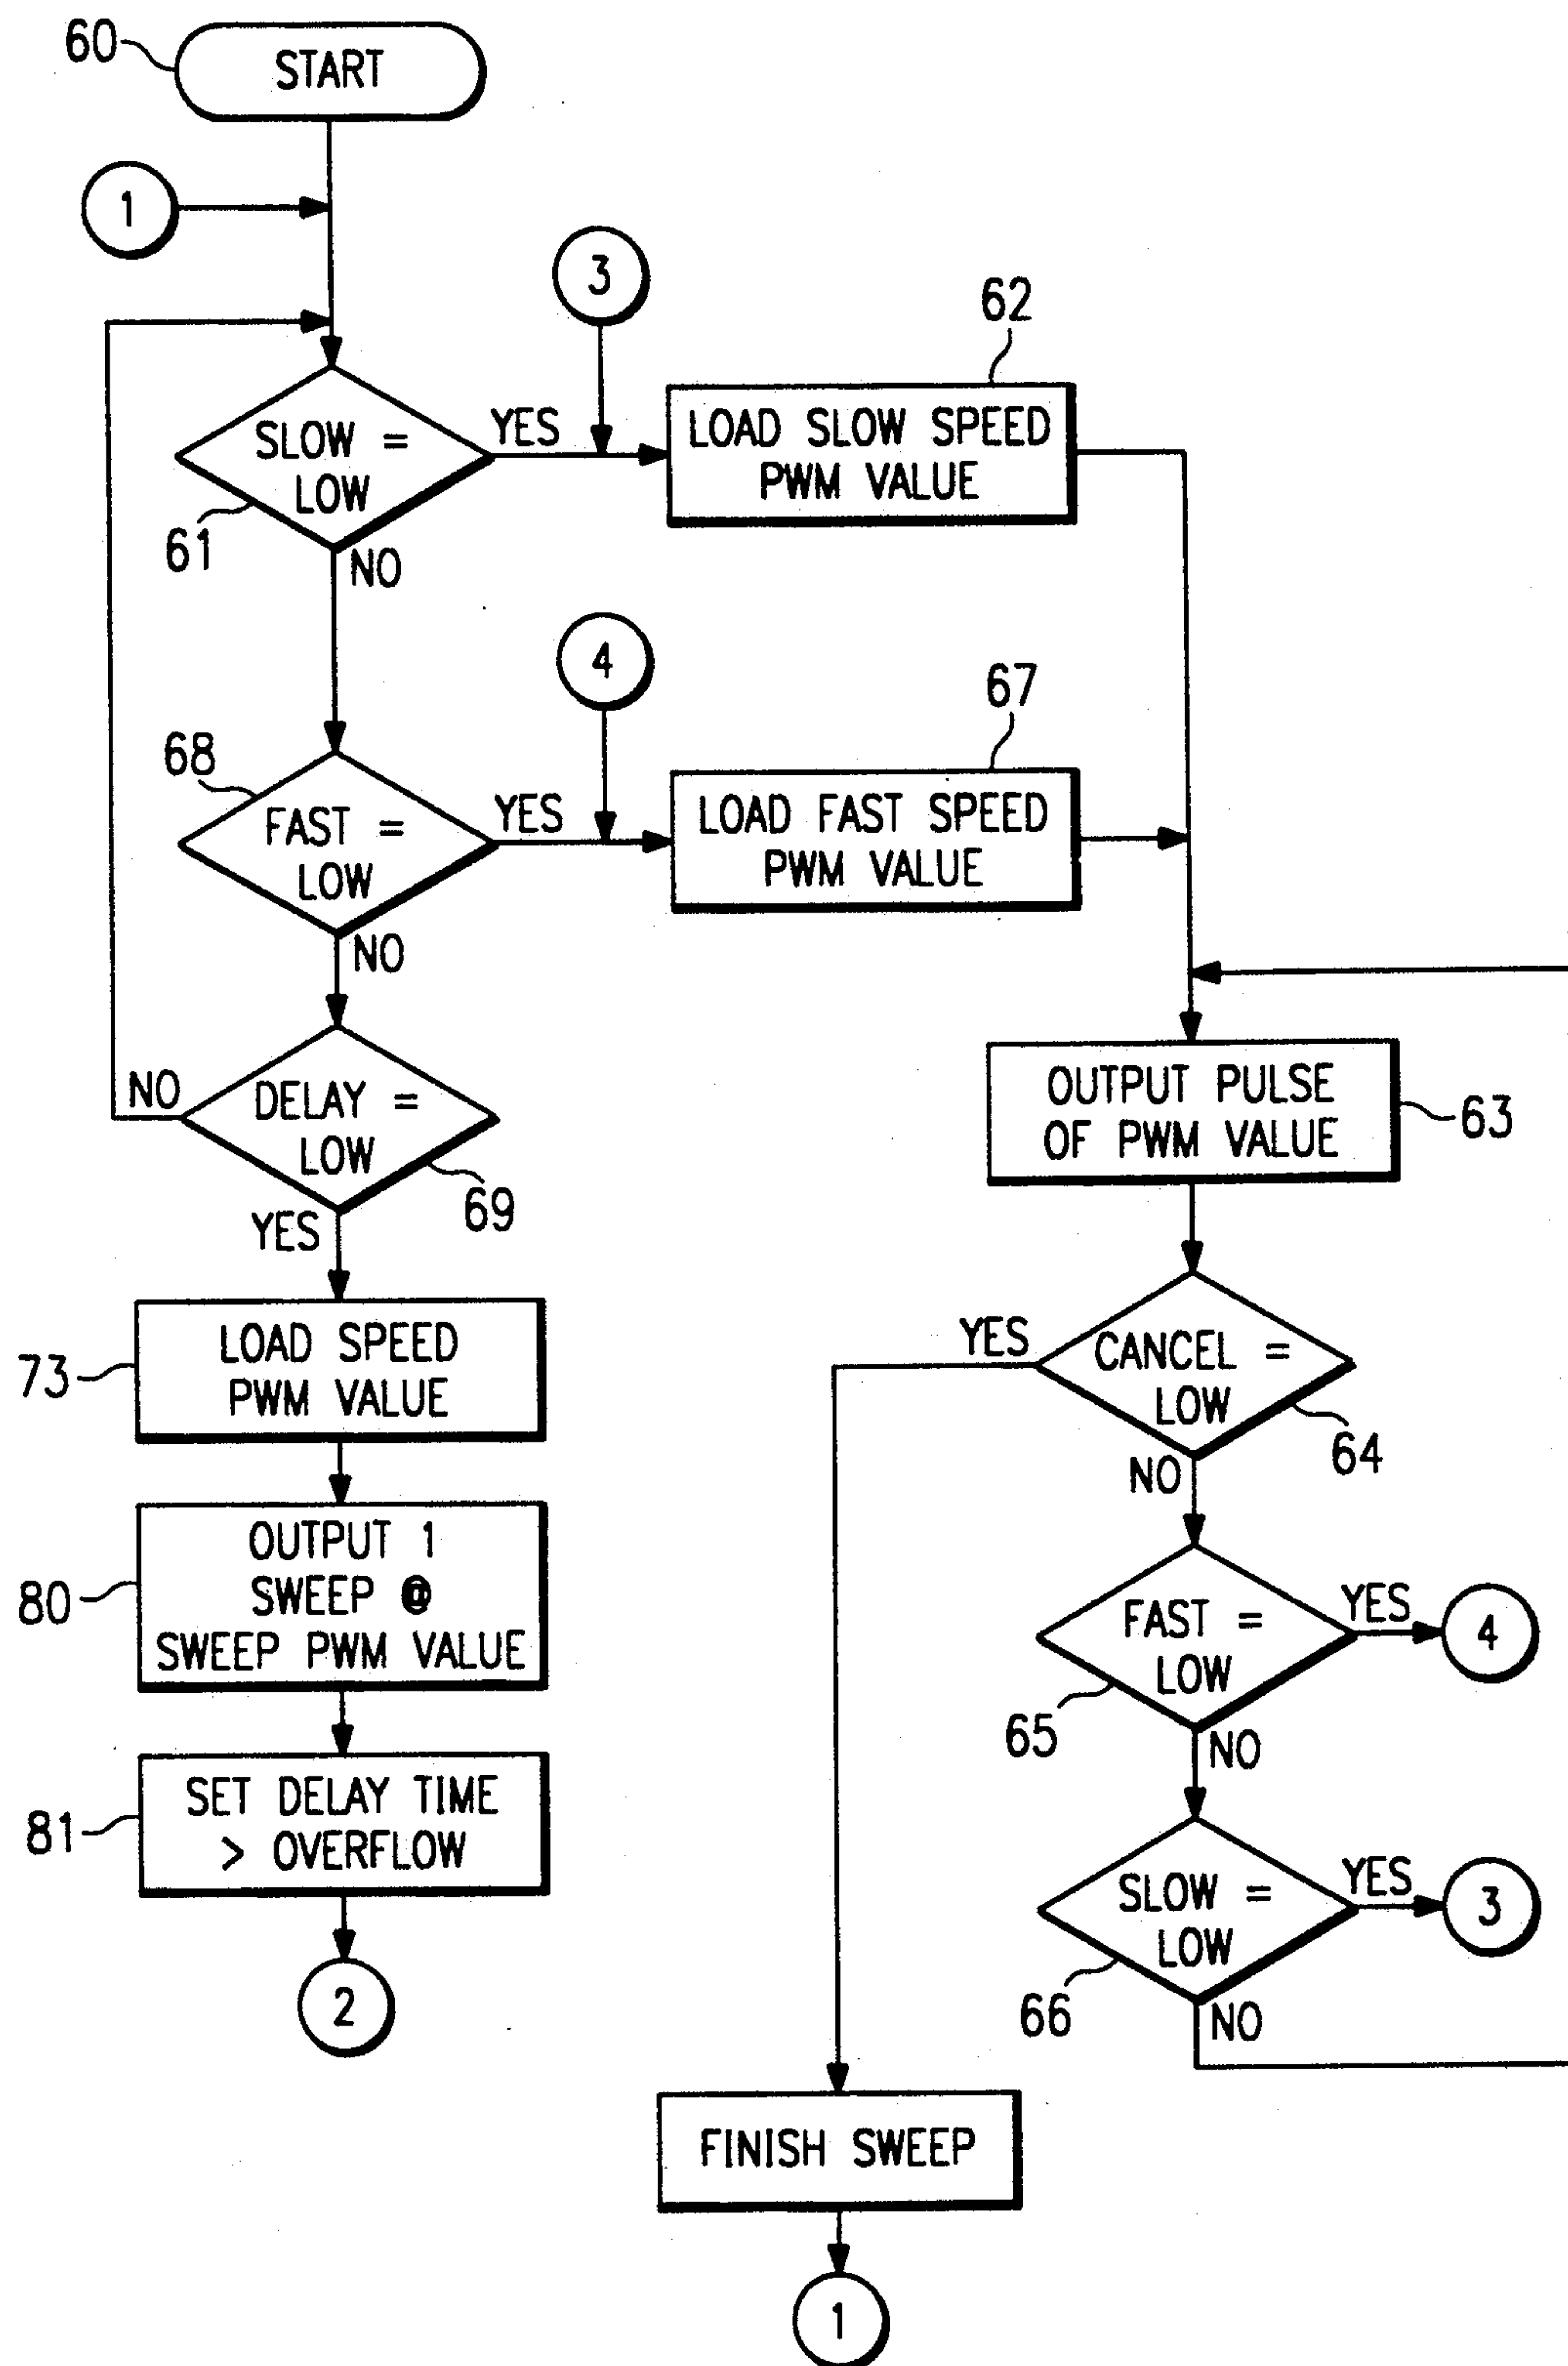 60
START
1
3
62
SLOW =
LOW
YES
LOAD SLOW SPEED
PWM VALUE
61
NO
4
67
68
FAST =
LOW
YES
LOAD FAST SPEED
PWM VALUE
NO
NO
DELAY =
LOW
69
YES
OUTPUT PULSE
OF PWM VALUE
63
73
LOAD SPEED
PWM VALUE
YES
CANCEL =
LOW
64
NO
80
OUTPUT 1
SWEEP @
SWEEP PWM VALUE
FAST =
LOW
YES
4
65
NO
81
SET DELAY TIME
> OVERFLOW
2
SLOW =
LOW
YES
3
66
NO
FINISH SWEEP
1